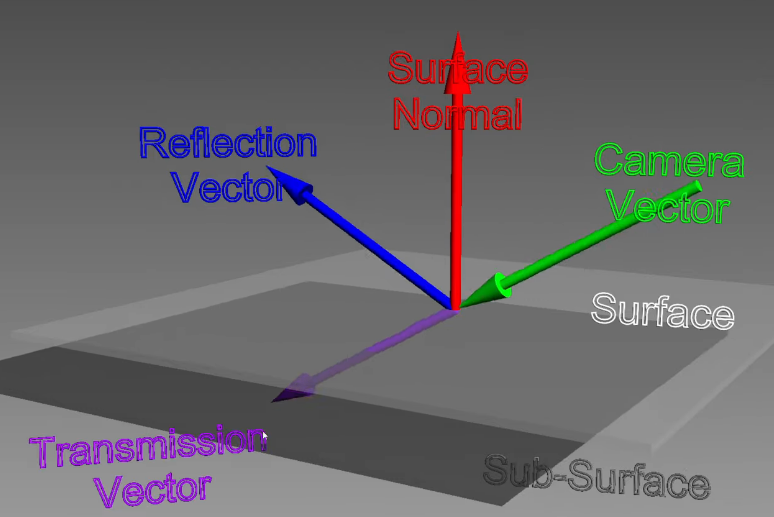 Surface
Normal
Reflection
Vector
Camera
Vector
Surface
Transmission
Vector
Sub-Surface